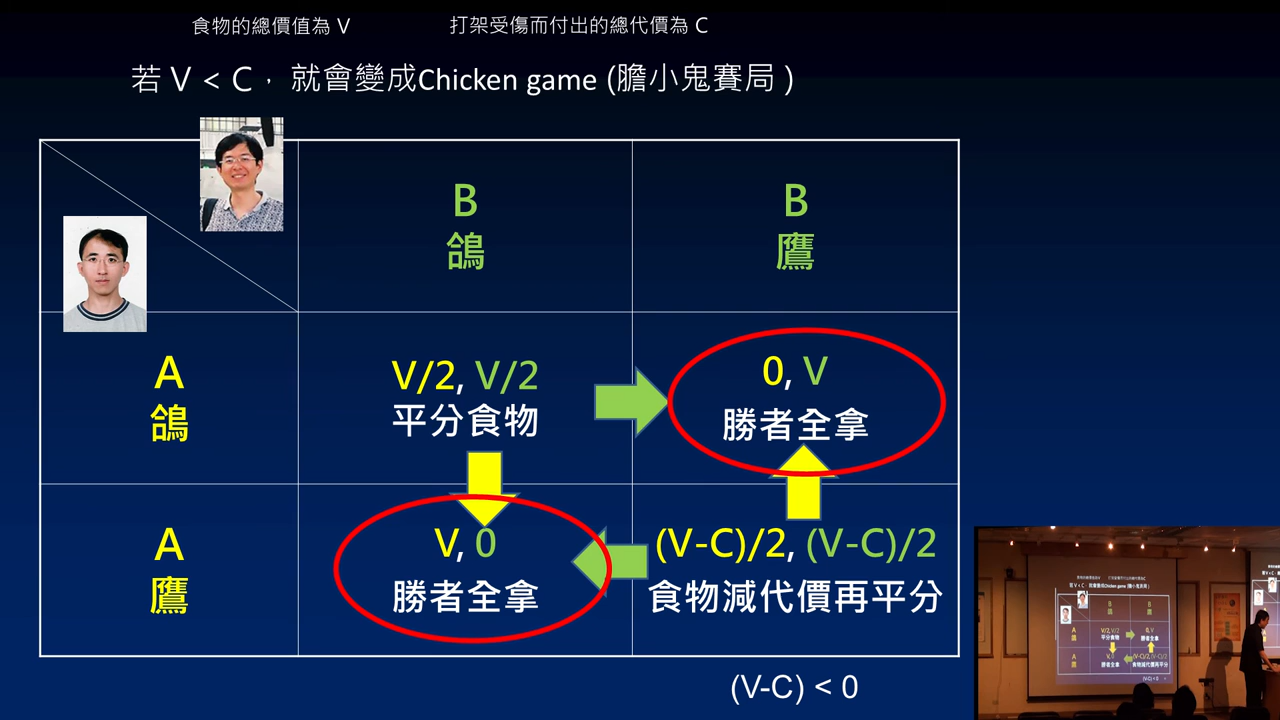 食物的總價值為 V
打架受傷而付出的總代價為 C
若 V < C， 就會變成Chicken game (膽小鬼賽局 )
B
鴿
B
鷹
A
鴿
V/2, V/2
平分食物
0, V
勝者全拿
A
鷹
V, 0
勝者全拿
(V-C)/2, (V-C)/2
食物減代價再平分
(V-C) < 0